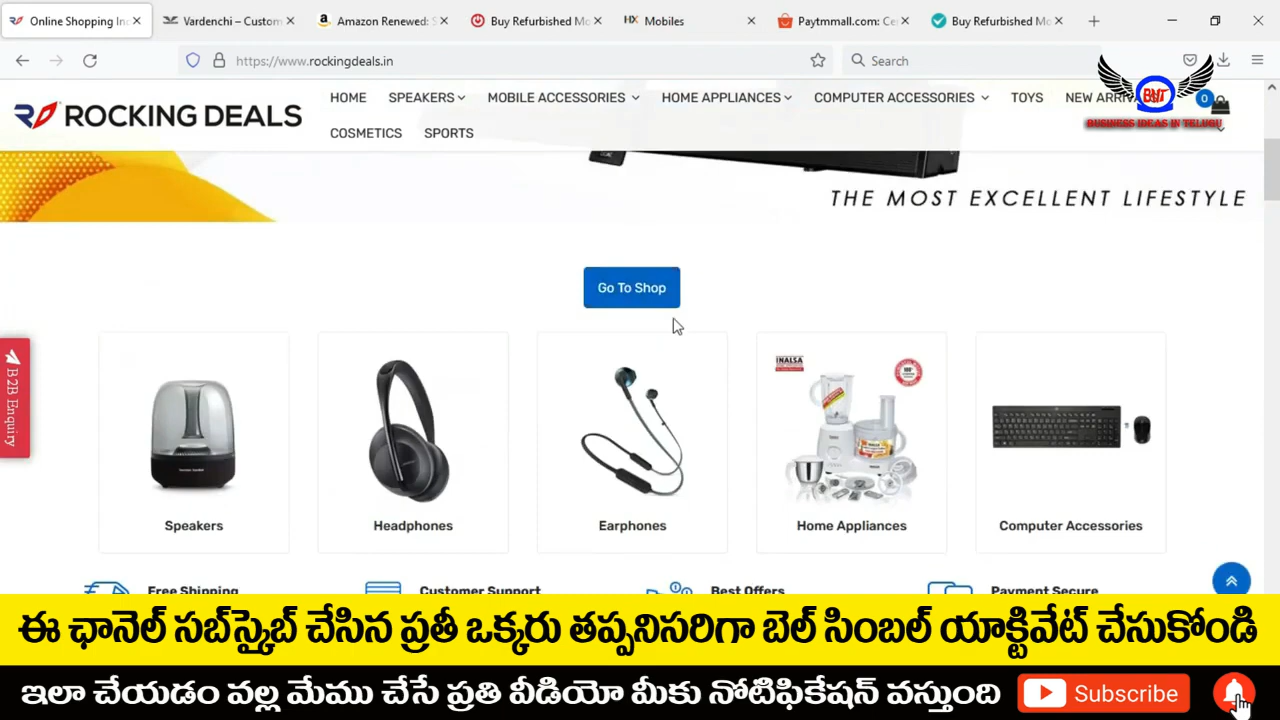 Online Shopping In
Vardenchi – Custom
Amazon Renewed: S
Buy Refurbished Mo
HX Mobiles
Paytmmall.com: Ce
Buy Refurbished Mo
https://www.rockingdeals.in
Search
ROCKING DEALS
HOME SPEAKERS MOBILE ACCESSORIES HOME APPLIANCES COMPUTER ACCESSORIES TOYS NEW ARRIVA
0
COSMETICS SPORTS
BUSINESS IDEAS IN TELUGU
THE MOST EXCELLENT LIFESTYLE
Go To Shop
B2B Enquiry
INALSA
Speakers
Headphones
Earphones
Home Appliances
Computer Accessories
Free Shipping
Customer Support
Best Offers
Payment Secure
ఈ ఛానెల్ సబ్‌స్క్రైబ్ చేసిన ప్రతీ ఒక్కరు తప్పనిసరిగా బెల్ సింబల్ యాక్టివేట్ చేసుకోండి
ఇలా చేయడం వల్ల మేము చేసే ప్రతి వీడియో మీకు నోటిఫికేషన్ వస్తుంది
Subscribe